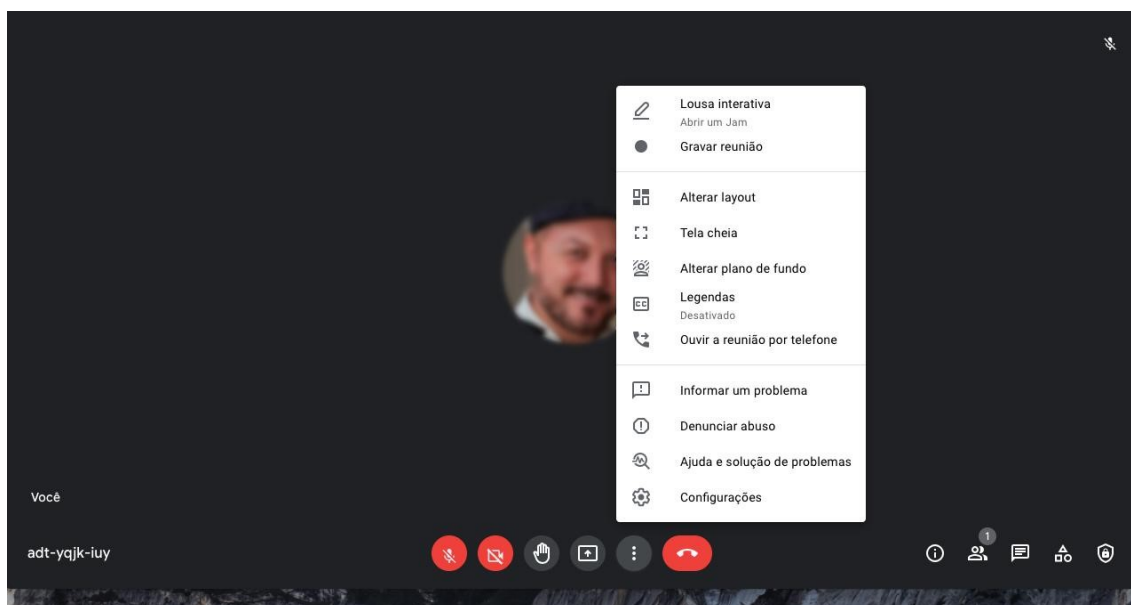 Lousa interativa
Abrir um Jam
Gravar reunião
Alterar layout
Tela cheia
Alterar plano de fundo
Legendas
Desativado
Ouvir a reunião por telefone
Informar um problema
Denunciar abuso
Ajuda e solução de problemas
Configurações
Você
adt-yqjk-iuy
1